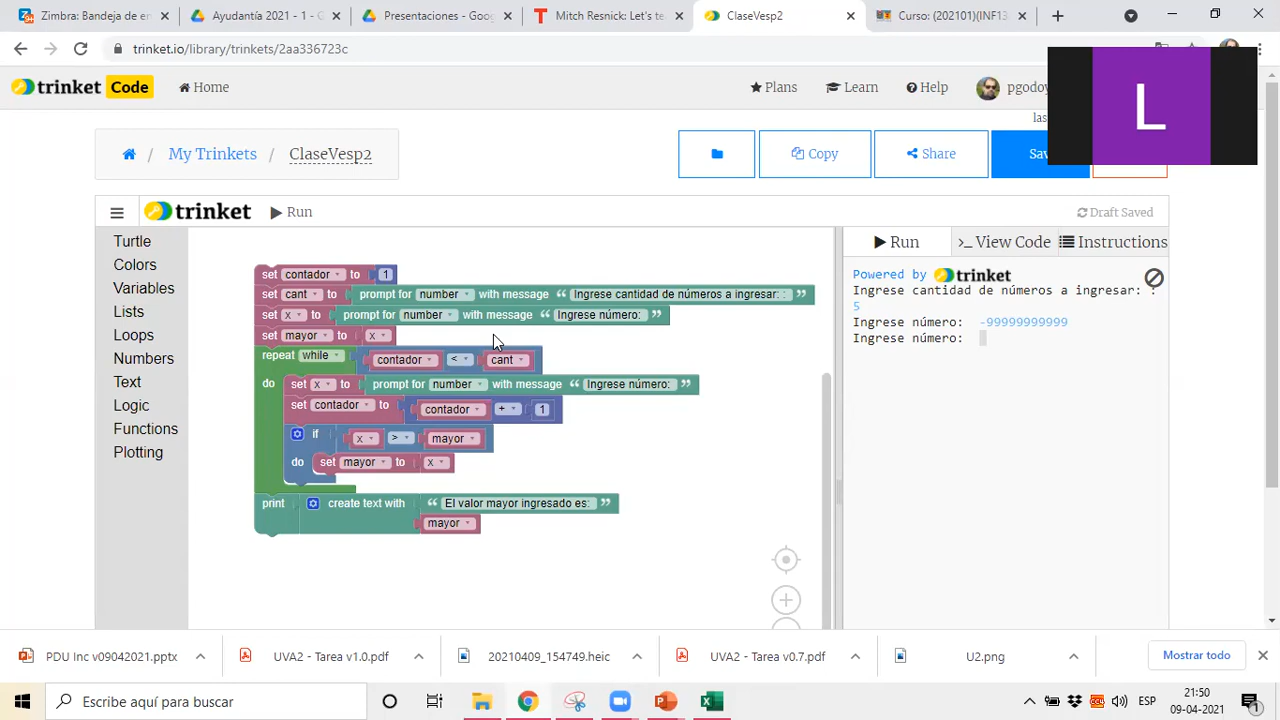 Zimbra: Bandeja de e
Ayudantía 2021 - 1 - G
Presentaciones - Goog
Mitch Resnick: Let's te
ClaseVesp2
Curso: (202101)(INF13
trinket.io/library/trinkets/2aa336723c
trinket Code
Home
Plans
Learn
Help
pgodoy
las
L
/ My Trinkets / ClaseVesp2
Copy
Share
Sav
trinket
Run
Draft Saved
Turtle
Colors
Variables
Lists
Loops
Numbers
Text
Logic
Functions
Plotting
set contador to 1
set cant to prompt for number with message “ Ingrese cantidad de números a ingresar: : ”
set x to prompt for number with message “ Ingrese número: ”
set mayor to x
repeat while contador < cant
do set x to prompt for number with message “ Ingrese número: ”
set contador to contador + 1
if x > mayor
do set mayor to x
print create text with “ El valor mayor ingresado es: ”
mayor
Run
View Code
Instructions
Powered by trinket
Ingrese cantidad de números a ingresar: :
5
Ingrese número: -99999999999
Ingrese número:
PDU Inc v09042021.pptx
UVA2 - Tarea v1.0.pdf
20210409_154749.heic
UVA2 - Tarea v0.7.pdf
U2.png
Mostrar todo
Escribe aquí para buscar
ESP
21:50
09-04-2021
1